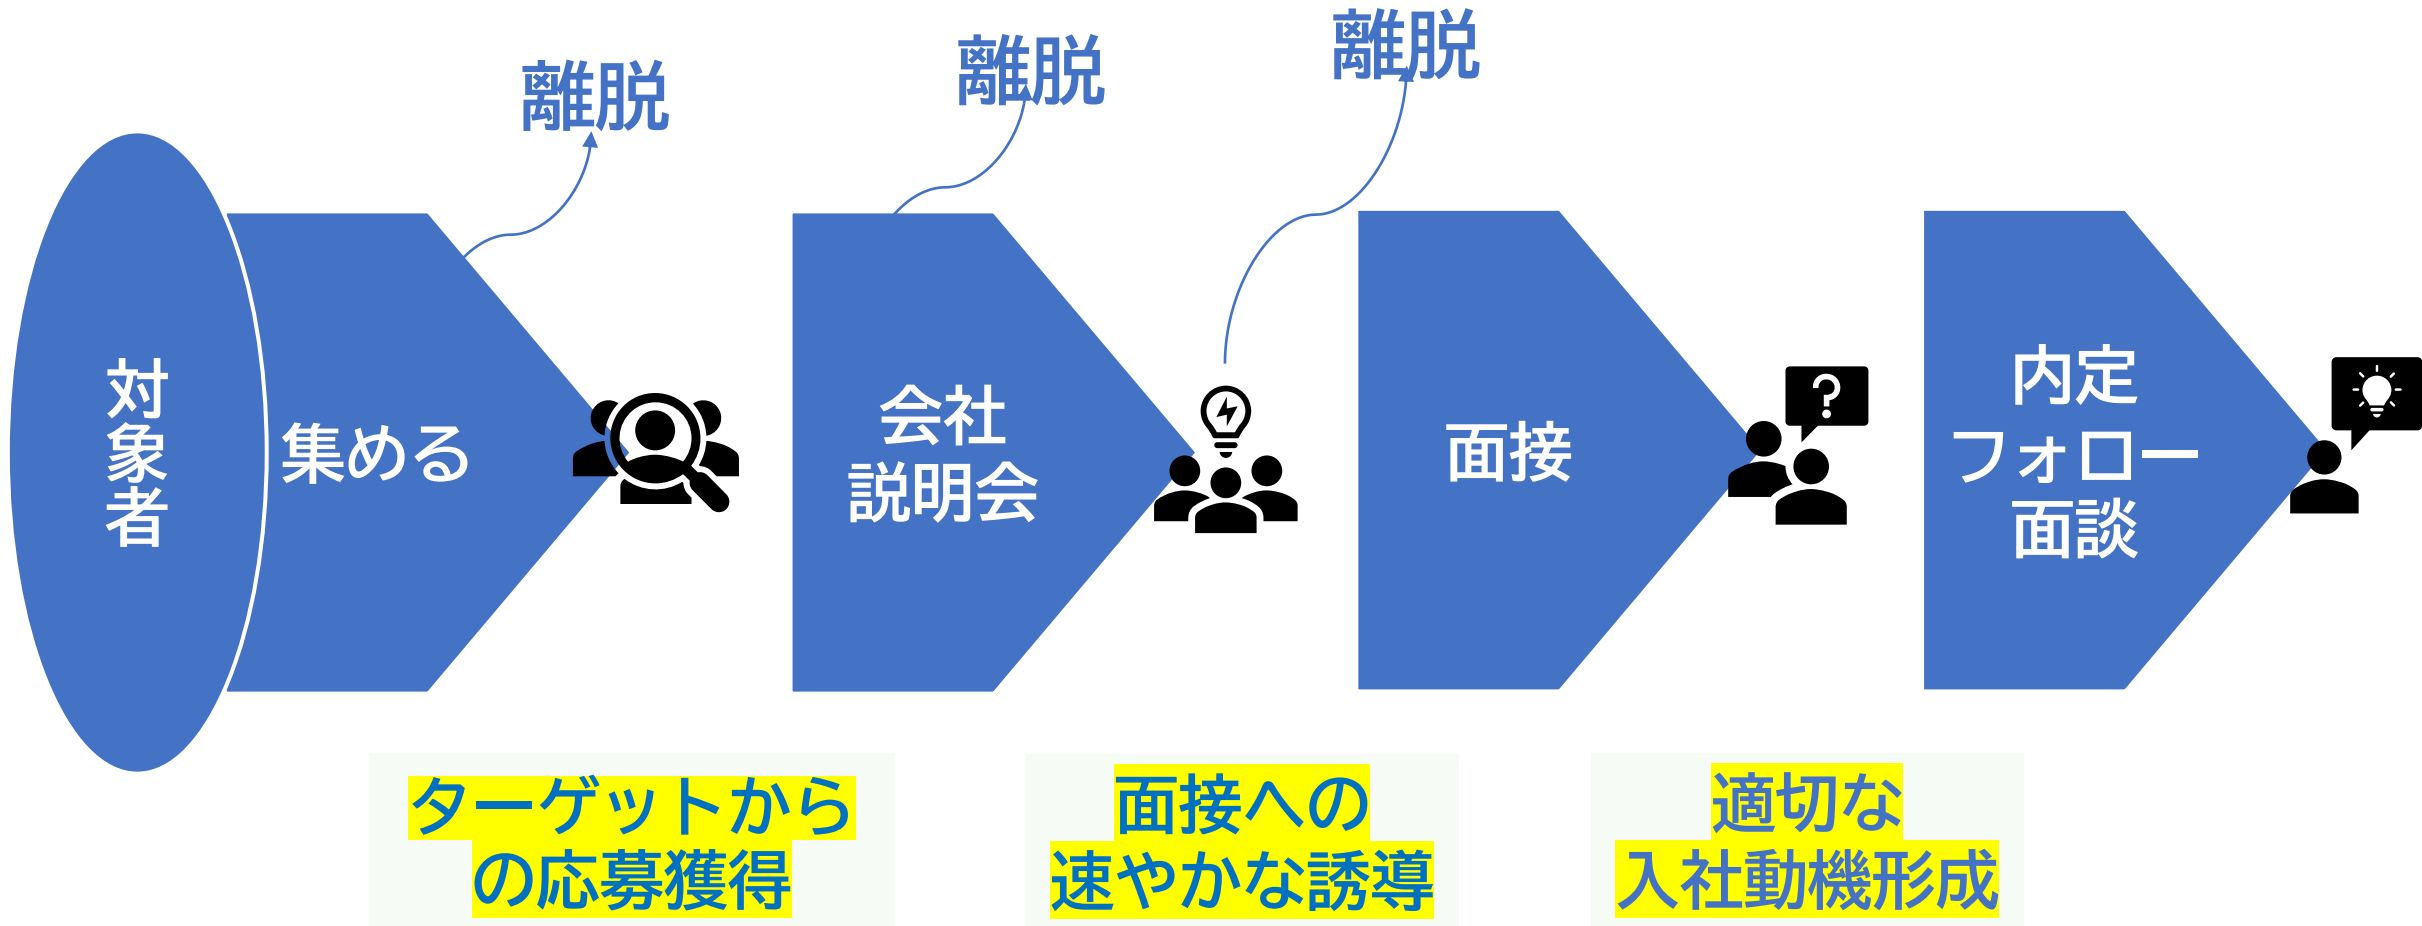 離脱
離脱
離脱
対象者
集める
会社
説明会
面接
内定
フォロー
面談
ターゲットから
の応募獲得
面接への
速やかな誘導
適切な
入社動機形成